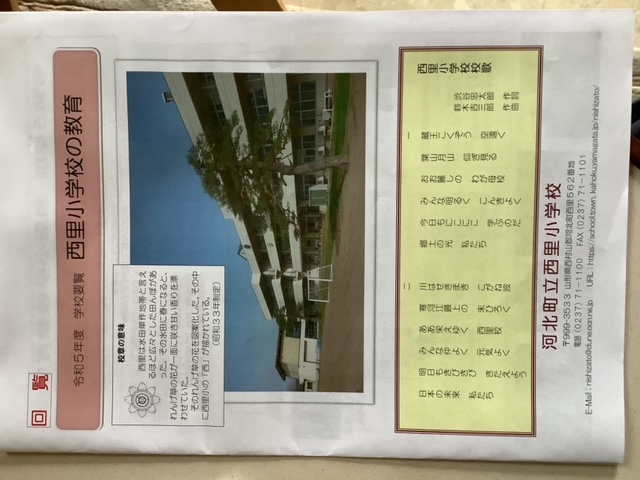 回覧
令和５年度 学校要覧 西里小学校の教育
校章の意味
西里は水田単作地帯と言え
るほど広々とした田んぼがあ
った。その水田に春になると、
れんげ草の花が一面に咲き甘い香りを漂
わせていた。
そのれんげ草の花を図案化した。その中
に西里小の「西」が描かれている。
（昭和３３年制定）
西里小学校校歌
渋谷忠太郎 作詞
鈴木吉三郎 作曲
一 蔵王こくぞう 空遠く
葉山月山 仰ぎ見る
おお麗しの わが母校
みんな明るく こんきよく
今日もにこにこ 学ぶのだ
郷土の光 私たち
二 川はせきまき こがね波
寒河江最上の 末ひろく
ああ栄えゆく 西里校
みんな仲よく 元気よく
明日もきびきび きたえよう
日本の未来 私たち
河北町立西里小学校
〒999-3533 山形県西村山郡河北町西里５６２番地
電話(0237)71-1100 FAX(0237)71-1101
E-Mail：nishizato@dune.ocn.ne.jp URL：https://school.town.kahoku.yamagata.jp/nishizato/